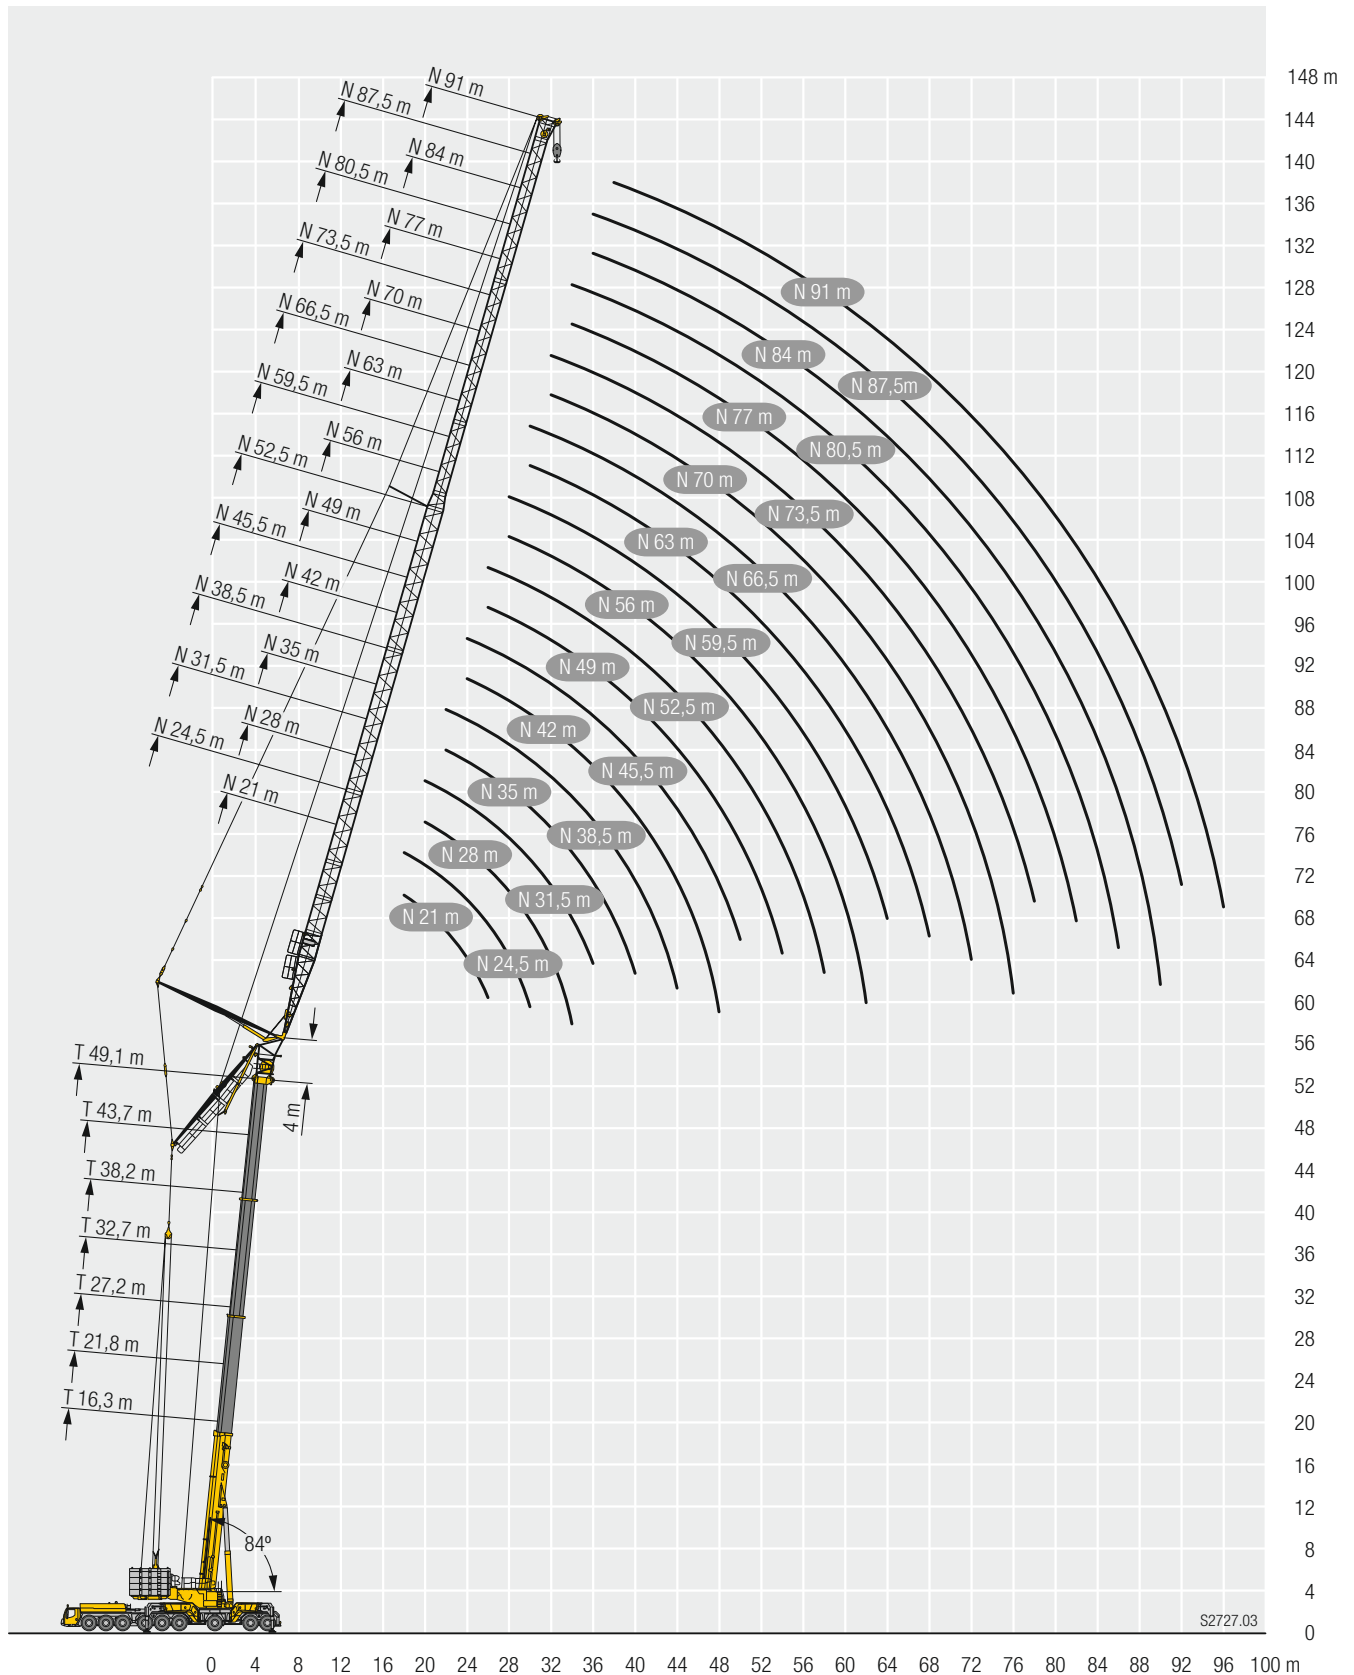 148 m
N 91 m
N 87,5 m
144
N 84 m
140
N 80,5 m
136
N 77 m
N 73,5 m
132
N 91 m
128
N 70 m
N 66,5 m
124
N 84 m
N 63 m
120
N 87,5m
N 59,5 m
116
N 77 m
N 56 m
N 80,5 m
112
N 52,5 m
N 70 m
108
N 49 m
N 73,5 m
N 45,5 m
104
N 63 m
N 42 m
100
N 66,5 m
N 38,5 m
N 56 m
96
N 35 m
N 59,5 m
N 31,5 m
92
N 49 m
88
N 52,5 m
N 28 m
N 42 m
N 24,5 m
84
N 45,5 m
N 21 m
80
N 35 m
76
N 38,5 m
N 28 m
72
N 31,5 m
68
N 21 m
64
N 24,5 m
60
56
T 49,1 m
52
4 m
T 43,7 m
48
T 38,2 m
44
40
T 32,7 m
36
T 27,2 m
32
T 21,8 m
28
24
T 16,3 m
20
16
12
84º
8
4
S2727.03
0
0 4 8 12 16 20 24 28 32 36 40 44 48 52 56 60 64 68 72 76 80 84 88 92 96 100 m